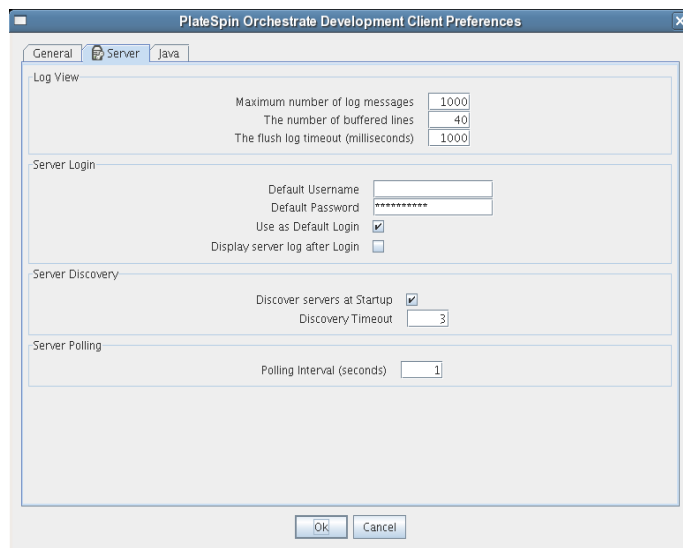 PlateSpin Orchestrate Development Client Preferences
General Server Java
Log View
Maximum number of log messages 1000
The number of buffered lines 40
The flush log timeout (milliseconds) 1000
Server Login
Default Username
Default Password **********
Use as Default Login
Display server log after Login
Server Discovery
Discover servers at Startup
Discovery Timeout 3
Server Polling
Polling Interval (seconds) 1
Ok Cancel